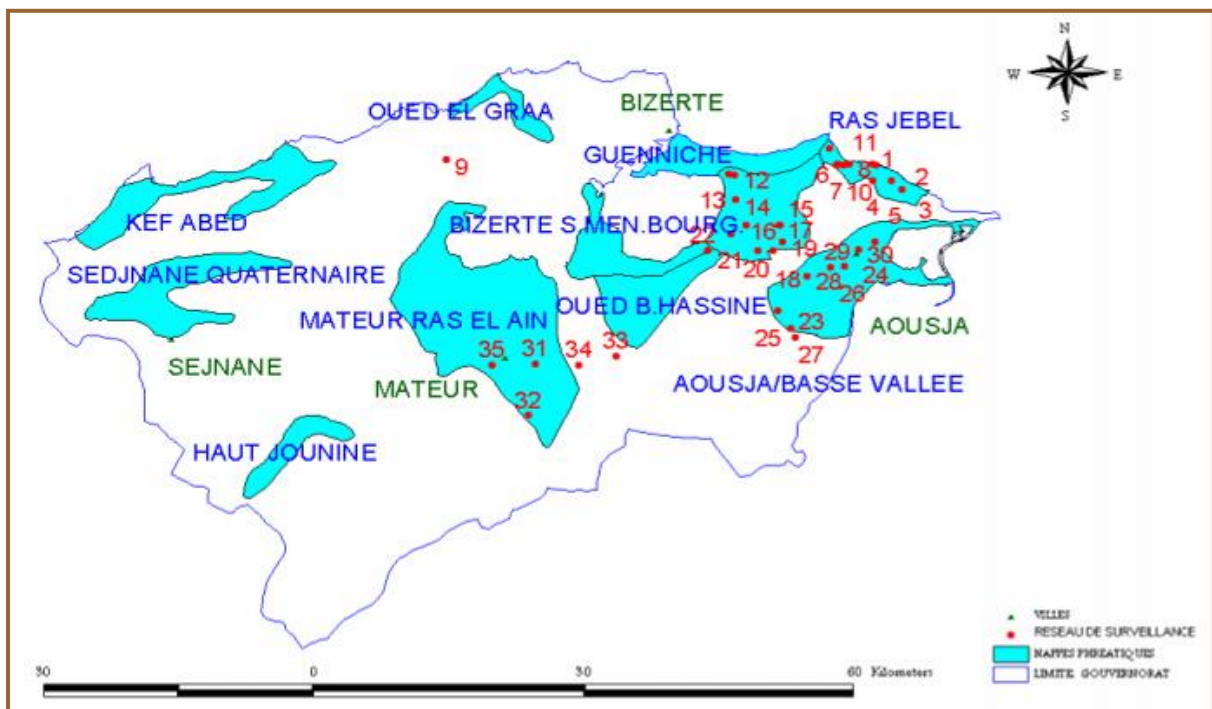 N
W E
S
BIZERTE
OUED EL GRAA
RAS JEBEL
GUENNICHE
11
1
9
6
8
2
12
7
10
KEF ABED
13
14
15
4
5
3
BIZERTE S.MEN.BOURG.
22
16
17
21
20
19
29
30
SEDJNANE QUATERNAIRE
18
28
24
26
OUED B.HASSINE
MATEUR RAS EL AIN
23
AOUSJA
25
27
35
31
34
33
SEJNANE
MATEUR
AOUSJA/BASSE VALLEE
32
HAUT JOUNINE
VILLES
RESEAU DE SURVEILLANCE
NAPPES PHREATIQUES
LIMITE GOUVERNORAT
30 0 30 60 Kilometers